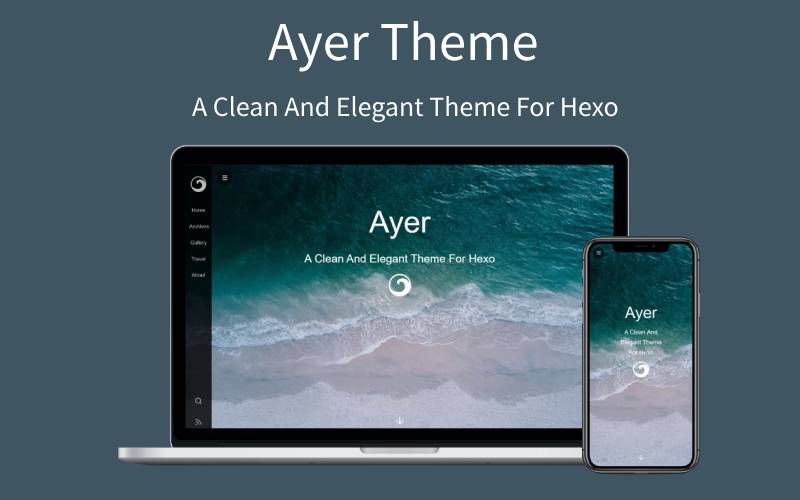 Ayer Theme
A Clean And Elegant Theme For Hexo
Home
Archives
Gallery
Travel
About
Ayer
A Clean And Elegant Theme For Hexo
Ayer
A Clean And
Elegant Theme
For Hexo